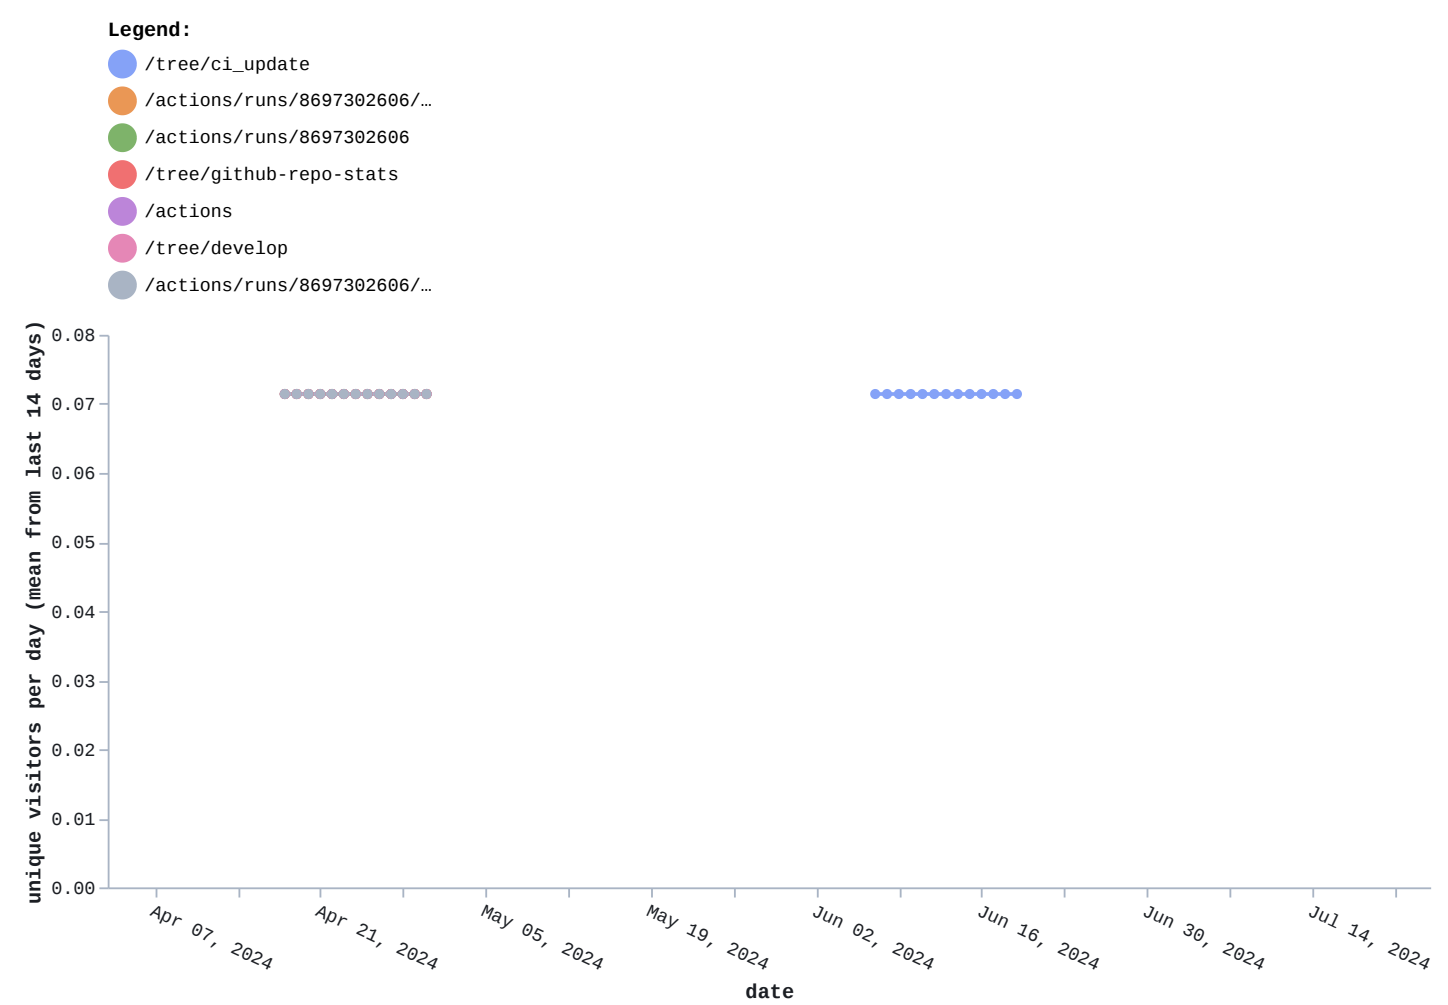 Legend:
/tree/ci_update
/actions/runs/8697302606/…
/actions/runs/8697302606
/tree/github-repo-stats
/actions
/tree/develop
/actions/runs/8697302606/…
unique visitors per day (mean from last 14 days)
0.08
0.07
0.06
0.05
0.04
0.03
0.02
0.01
0.00
Apr 07, 2024
Apr 21, 2024
May 05, 2024
May 19, 2024
Jun 02, 2024
Jun 16, 2024
Jun 30, 2024
Jul 14, 2024
date